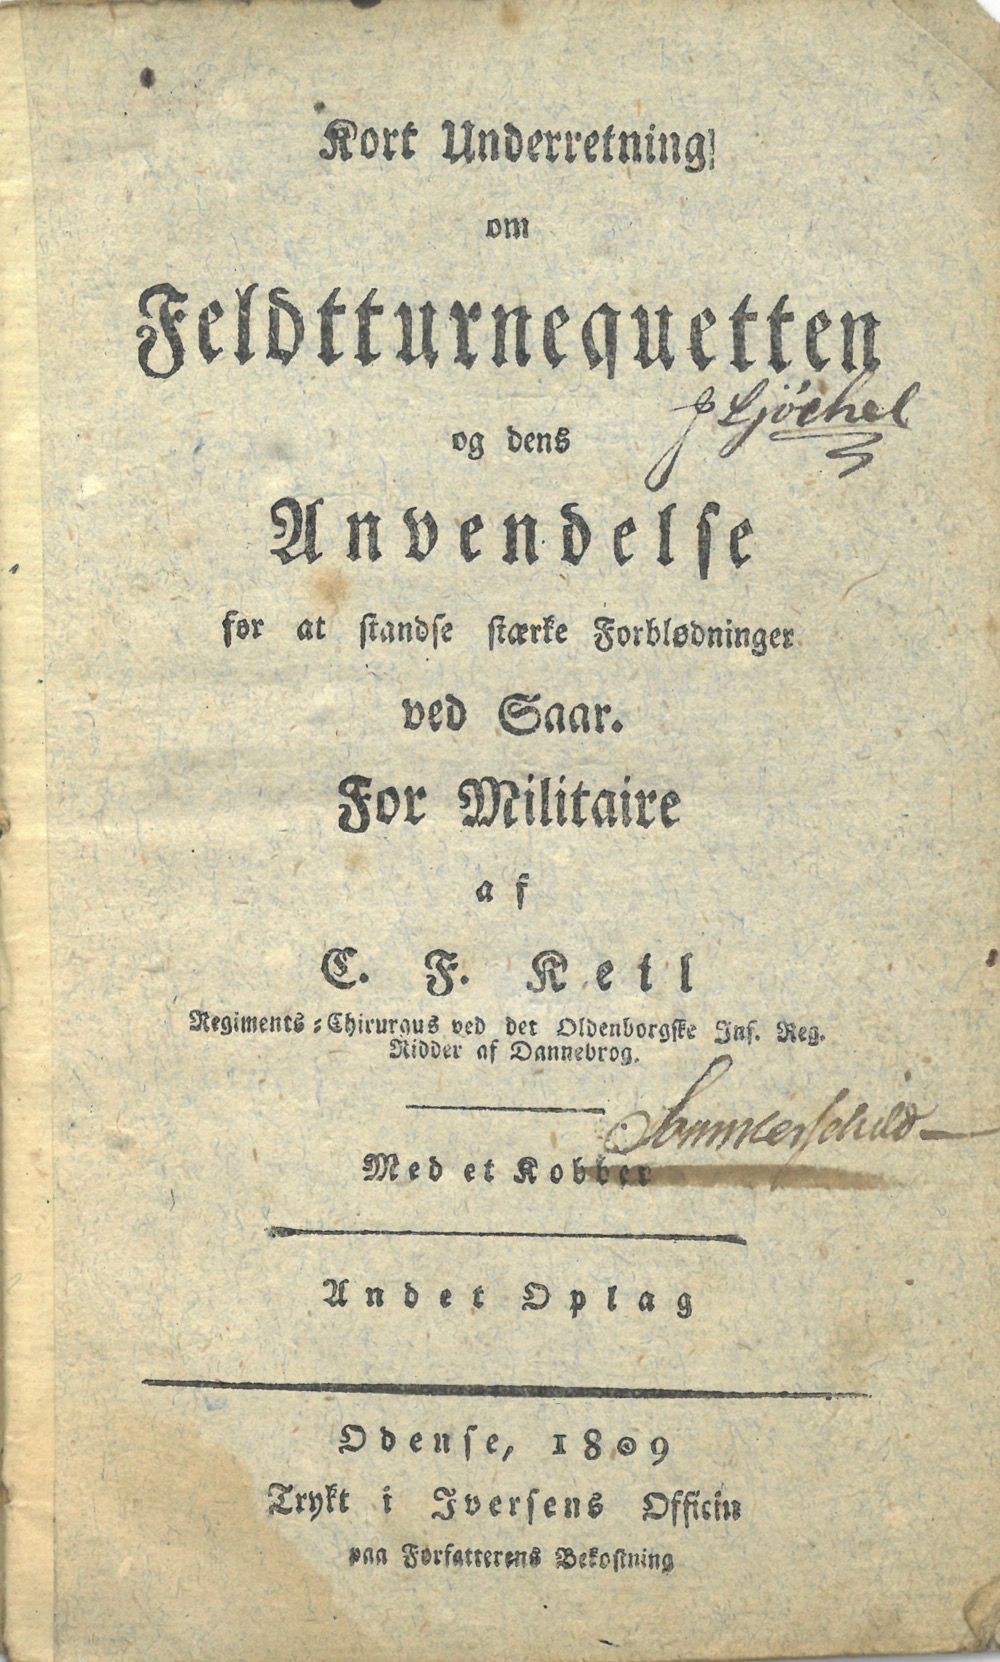 Kort Underretning
om
Feldtturnequetten
og dens
Anvendelse
for at standse stærke Forblødninger
ved Saar.
For Militaire
af
C. F. Keil
Regiments-Chirurgus ved det Oldenborgske Inf. Reg.
Ridder af Dannebrog.
Med et Kobber
Andet Oplag
Odense, 1809
Trykt i Iversens Officin
paa Forfatterens Bekostning